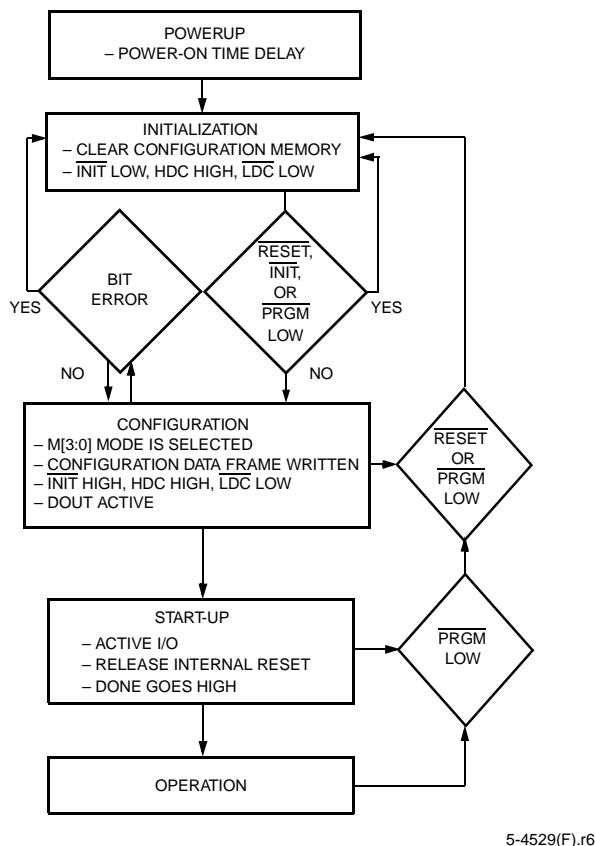 POWERUP
– POWER-ON TIME DELAY
INITIALIZATION
– CLEAR CONFIGURATION MEMORY
– INIT LOW, HDC HIGH, LDC LOW
BIT
ERROR
YES
NO
RESET,
INIT,
OR
PRGM
LOW
YES
NO
CONFIGURATION
– M[3:0] MODE IS SELECTED
– CONFIGURATION DATA FRAME WRITTEN
– INIT HIGH, HDC HIGH, LDC LOW
– DOUT ACTIVE
RESET
OR
PRGM
LOW
START-UP
– ACTIVE I/O
– RELEASE INTERNAL RESET
– DONE GOES HIGH
PRGM
LOW
OPERATION
5-4529(F).r6